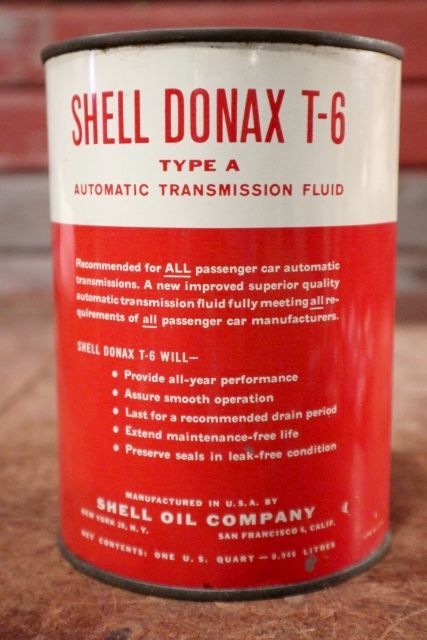 SHELL DONAX T-6
TYPE A
AUTOMATIC TRANSMISSION FLUID
Recommended for ALL passenger car automatic
transmissions. A new improved superior quality
automatic transmission fluid fully meeting all re-
quirements of all passenger car manufacturers.
SHELL DONAX T-6 WILL—
• Provide all-year performance
• Assure smooth operation
• Last for a recommended drain period
• Extend maintenance-free life
• Preserve seals in leak-free condition
MANUFACTURED IN U.S.A. BY
SHELL OIL COMPANY
NEW YORK 20, N.Y. SAN FRANCISCO 6, CALIF.
NET CONTENTS: ONE U.S. QUART — 0.946 LITRES